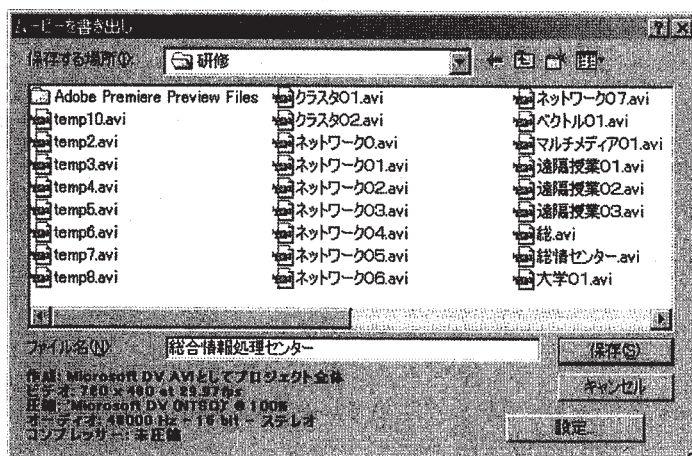 ムービーを書き出し
保存する場所(I):
研修
Adobe Premiere Preview Files
temp10.avi
temp2.avi
temp3.avi
temp4.avi
temp5.avi
temp6.avi
temp7.avi
temp8.avi
クラスタ01.avi
クラスタ02.avi
ネットワーク0.avi
ネットワーク01.avi
ネットワーク02.avi
ネットワーク03.avi
ネットワーク04.avi
ネットワーク05.avi
ネットワーク06.avi
ネットワーク07.avi
ベクトル01.avi
マルチメディア01.avi
遠隔授業01.avi
遠隔授業02.avi
遠隔授業03.avi
総.avi
総情センター.avi
大学01.avi
ファイル名(N):
総合情報処理センター
保存(S)
キャンセル
作成: Microsoft DV AVIとしてプロジェクト全体
ビデオ: 720 x 480 at 29.97fps
圧縮: "Microsoft DV (NTSC)" @ 100%
オーディオ: 48000 Hz - 16 bit - ステレオ
コンプレッサー: 未圧縮
設定...